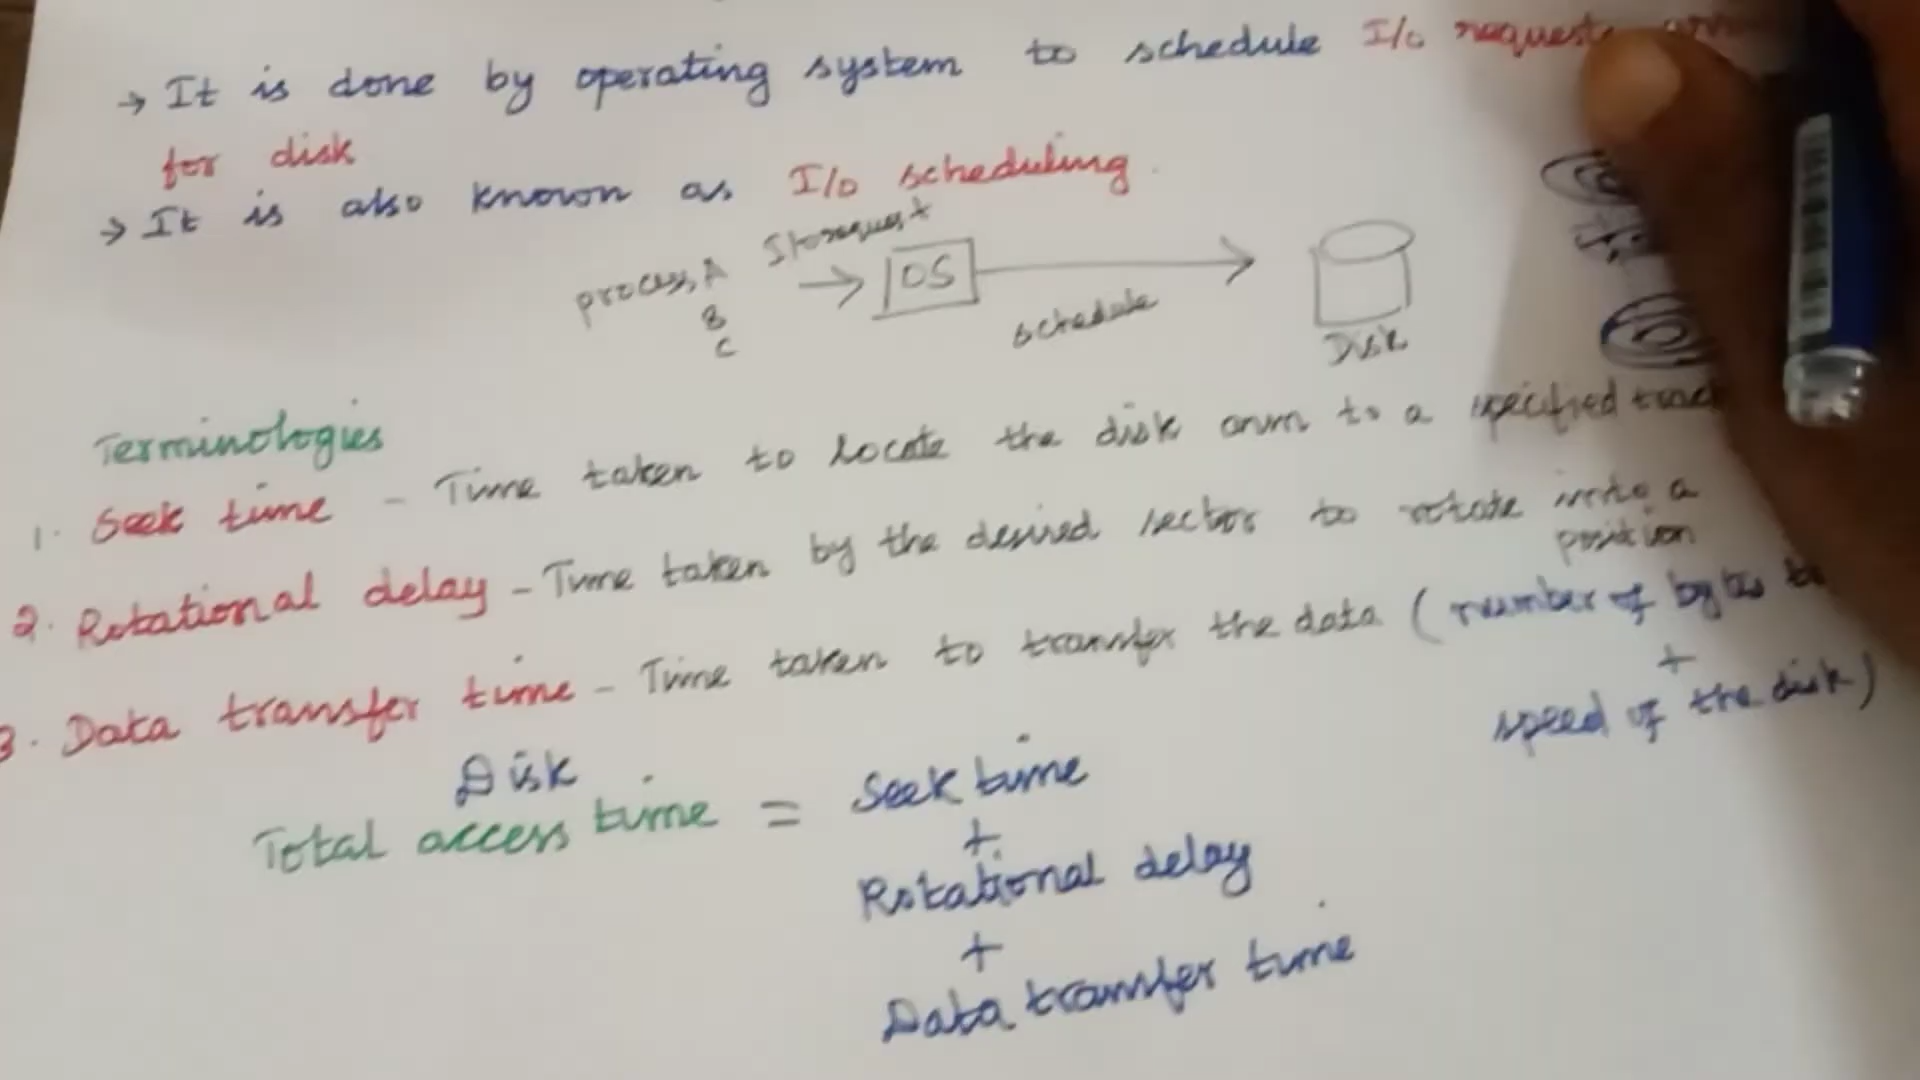 → It is done by operating system to schedule I/o requests
for disk
→ It is also known as I/o scheduling.
process A I/o request → OS schedule → Disk
B
C
Terminologies
1. Seek time - Time taken to locate the disk arm to a specified track
2. Rotational delay - Time taken by the desired sector to rotate into a
position
3. Data transfer time - Time taken to transfer the data (number of bytes
+
speed of the disk)
Disk
Total access time = Seek time
+
Rotational delay
+
Data transfer time